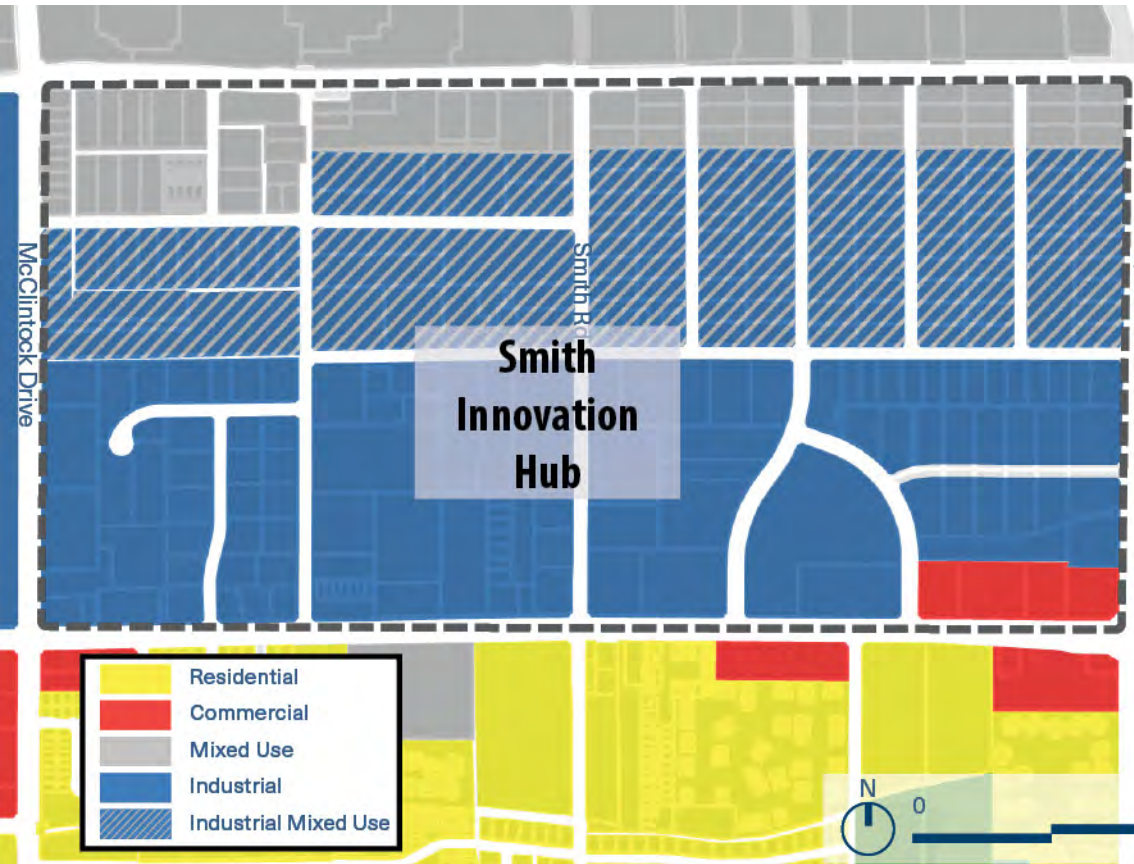 McClintock Drive
Smith Rd
Smith
Innovation
Hub
Residential
Commercial
Mixed Use
Industrial
Industrial Mixed Use
N
0